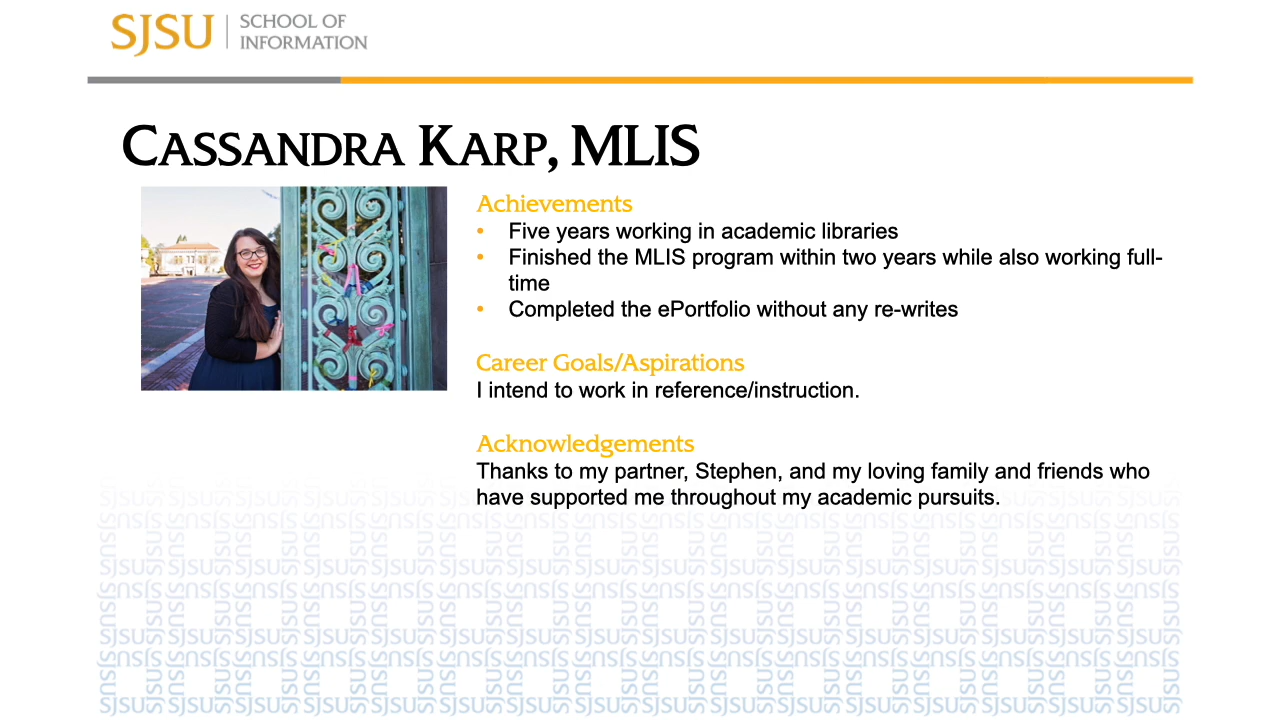 SJSU SCHOOL OF
INFORMATION
CASSANDRA KARP, MLIS
Achievements
• Five years working in academic libraries
• Finished the MLIS program within two years while also working full-
time
• Completed the ePortfolio without any re-writes
Career Goals/Aspirations
I intend to work in reference/instruction.
Acknowledgements
Thanks to my partner, Stephen, and my loving family and friends who
have supported me throughout my academic pursuits.